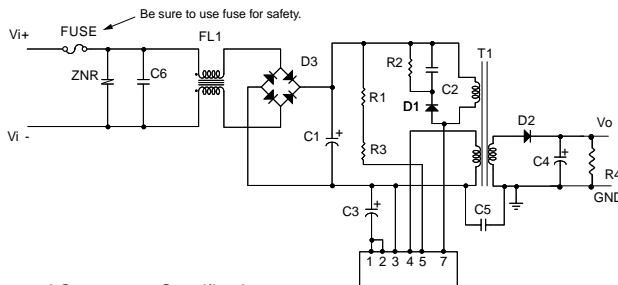 Be sure to use fuse for safety.
Vi+
FUSE
FL1
T1
ZNR
C6
D3
R2
C2
R1
D1
C1
+
R3
D2
Vo
C4
+
R4
Vi -
GND
C3
+
C5
1 2 3 4 5 7